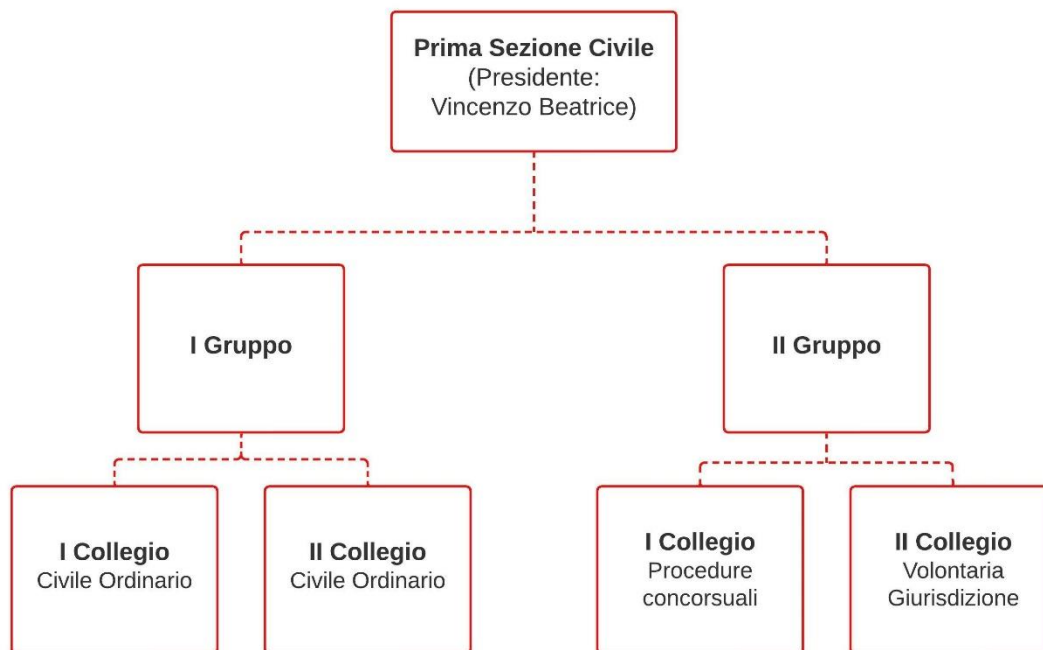 Prima Sezione Civile
(Presidente:
Vincenzo Beatrice)
I Gruppo
II Gruppo
I Collegio
Civile Ordinario
II Collegio
Civile Ordinario
I Collegio
Procedure
concorsuali
II Collegio
Volontaria
Giurisdizione